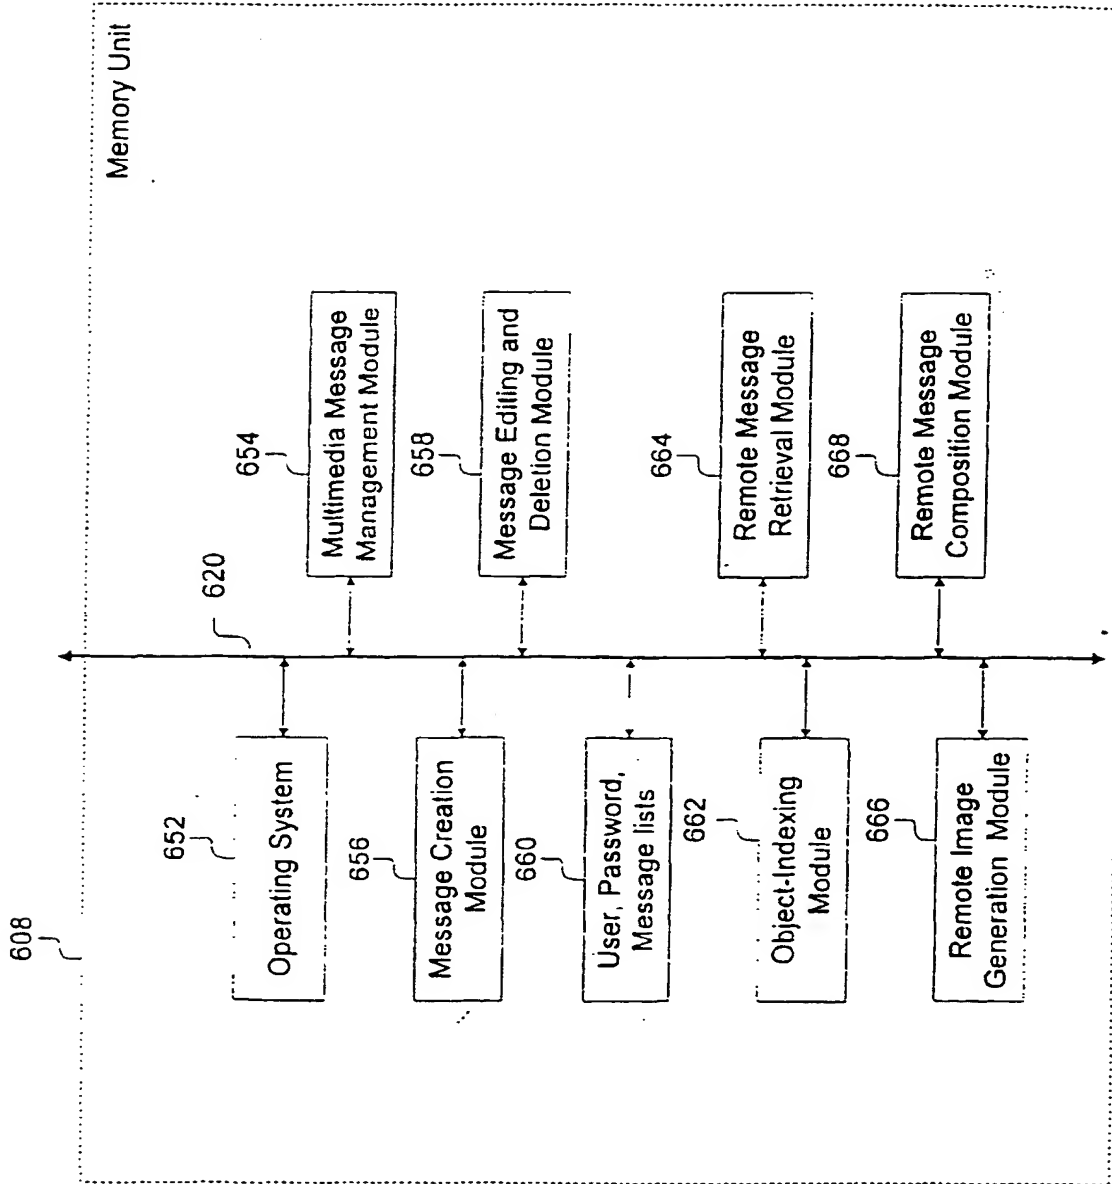 608
Memory Unit
620
652
Operating System
654
Multimedia Message
Management Module
656
Message Creation
Module
658
Message Editing and
Deletion Module
660
User, Password,
Message lists
662
Object-Indexing
Module
664
Remote Message
Retrieval Module
666
Remote Image
Generation Module
668
Remote Message
Composition Module